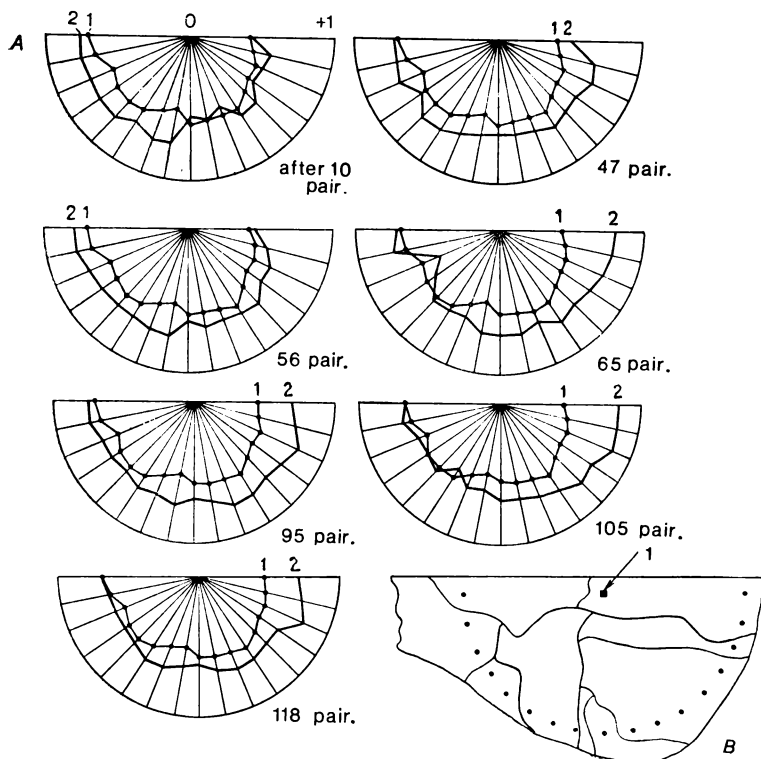 A
2 1
0
+1
after 10
pair.
1 2
47 pair.
2 1
56 pair.
1
2
65 pair.
1 2
95 pair.
1
2
105 pair.
1 2
118 pair.
1
B